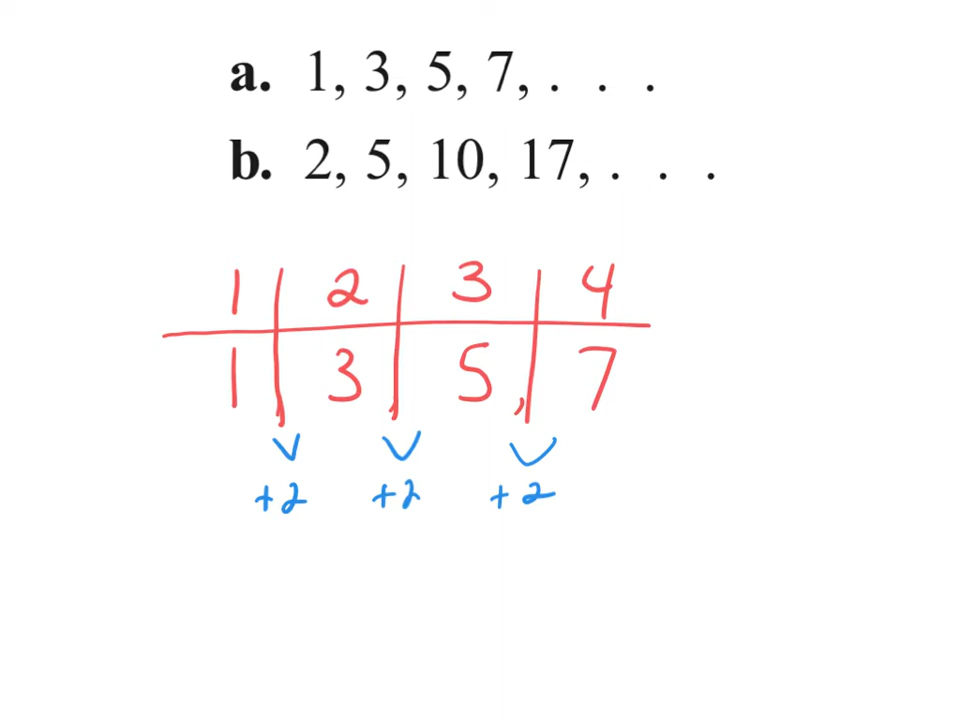 a. 1, 3, 5, 7, . . .
b. 2, 5, 10, 17, . . .
1 2 3 4
1, 3, 5, 7
+2 +2 +2